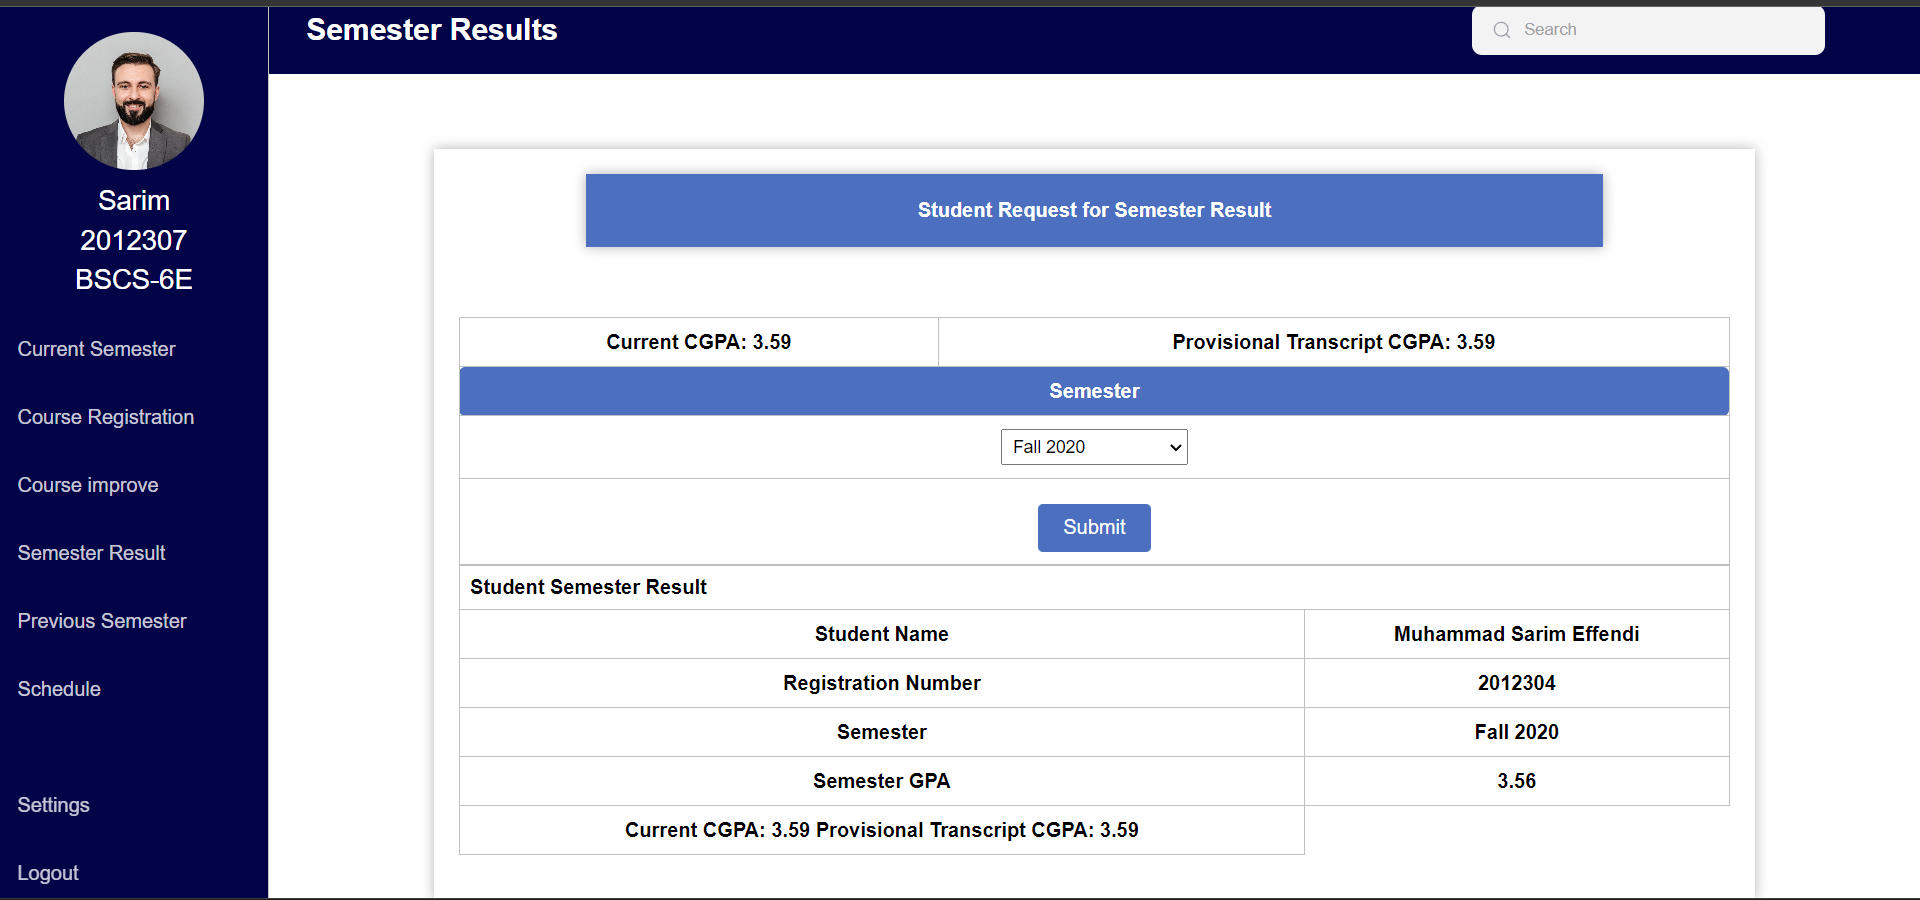 Semester Results
Search
Sarim
2012307
BSCS-6E
Current Semester
Course Registration
Course improve
Semester Result
Previous Semester
Schedule
Settings
Logout
Student Request for Semester Result
Current CGPA: 3.59 Provisional Transcript CGPA: 3.59
Semester
Fall 2020
Submit
Student Semester Result
Student Name Muhammad Sarim Effendi
Registration Number 2012304
Semester Fall 2020
Semester GPA 3.56
Current CGPA: 3.59 Provisional Transcript CGPA: 3.59